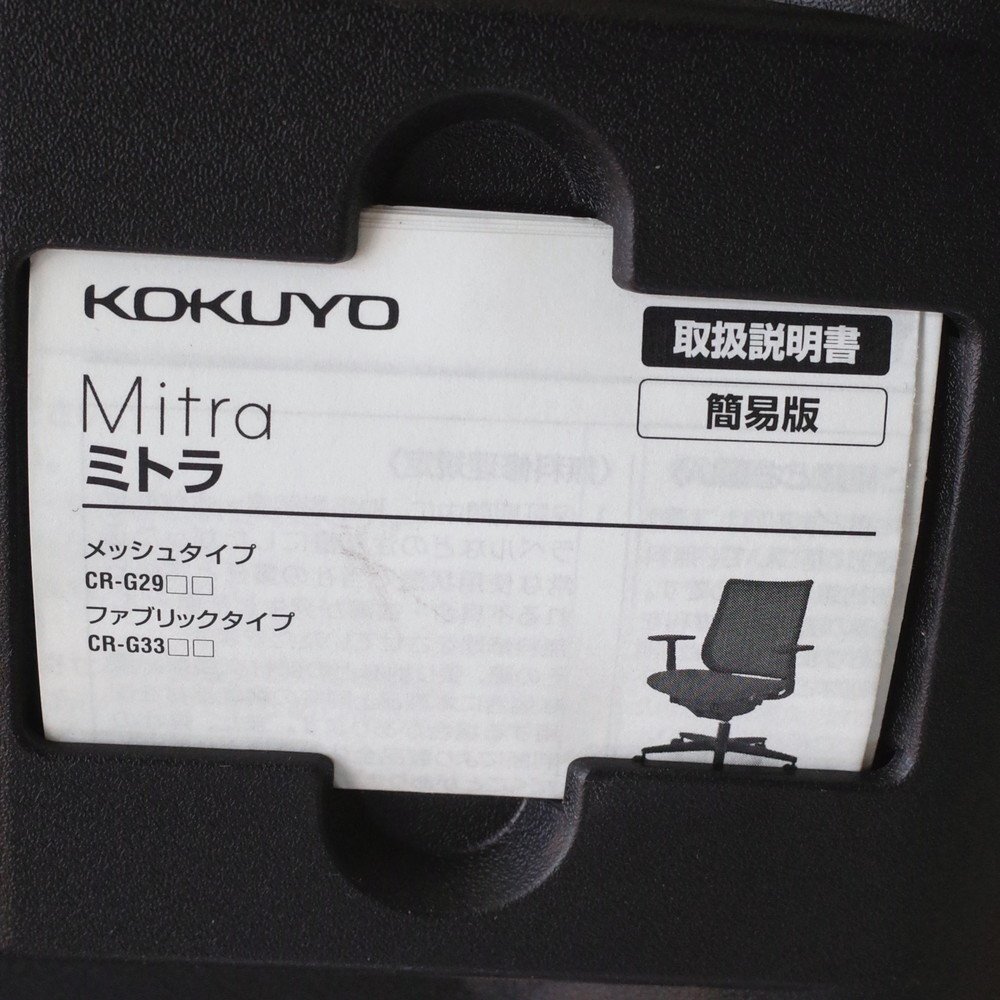 KOKUYO
取扱説明書
簡易版
Mitra
ミトラ
メッシュタイプ
CR-G29□□
ファブリックタイプ
CR-G33□□